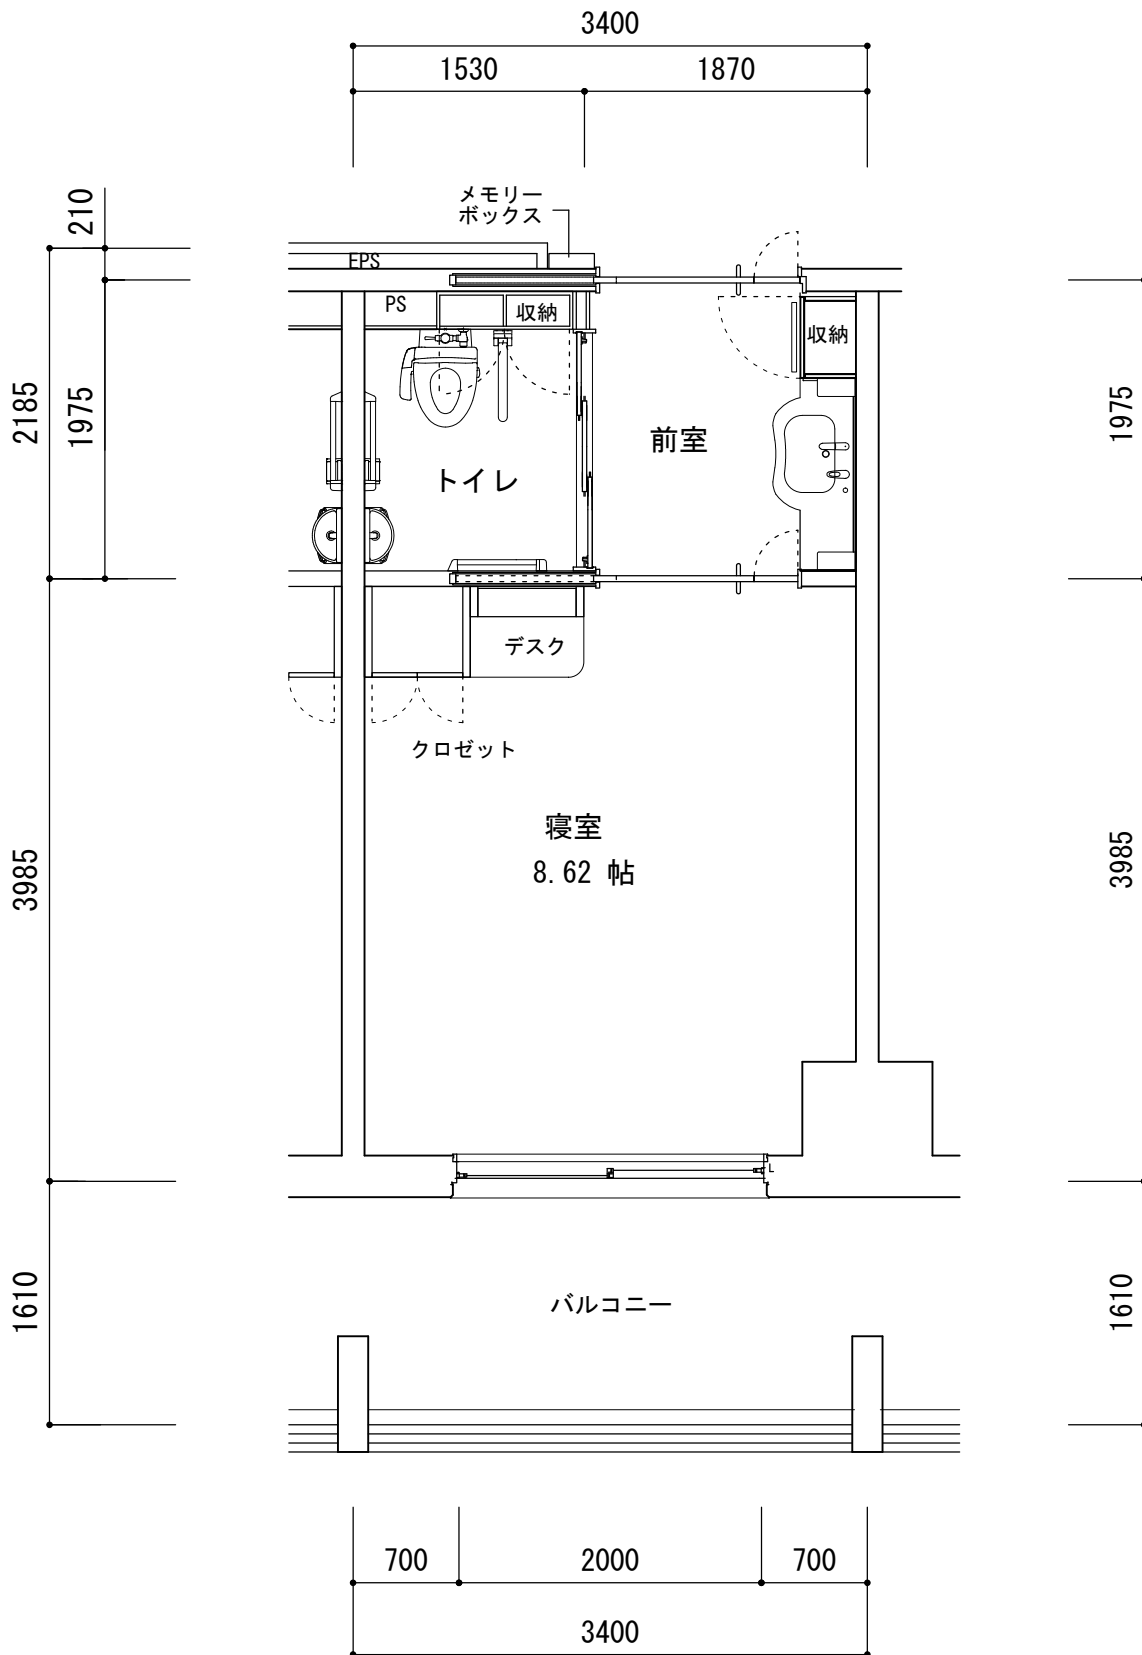 3400
1530
1870
210
メモリー
ボックス
EPS
PS
収納
収納
2185
1975
1975
前室
トイレ
デスク
クロゼット
寝室
8.62 帖
3985
3985
L
バルコニー
1610
1610
700
2000
700
3400